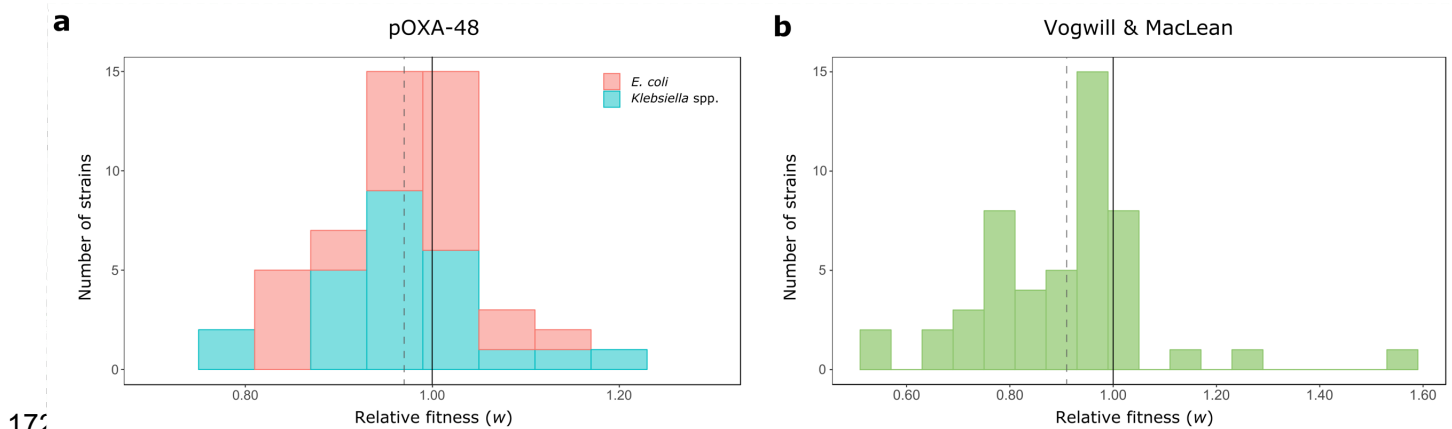 a
pOXA-48
Number of strains
15
10
5
0
E. coli
Klebsiella spp.
0.80
1.00
1.20
Relative fitness (w)
b
Vogwill & MacLean
Number of strains
15
10
5
0
0.60
0.80
1.00
1.20
1.40
1.60
Relative fitness (w)